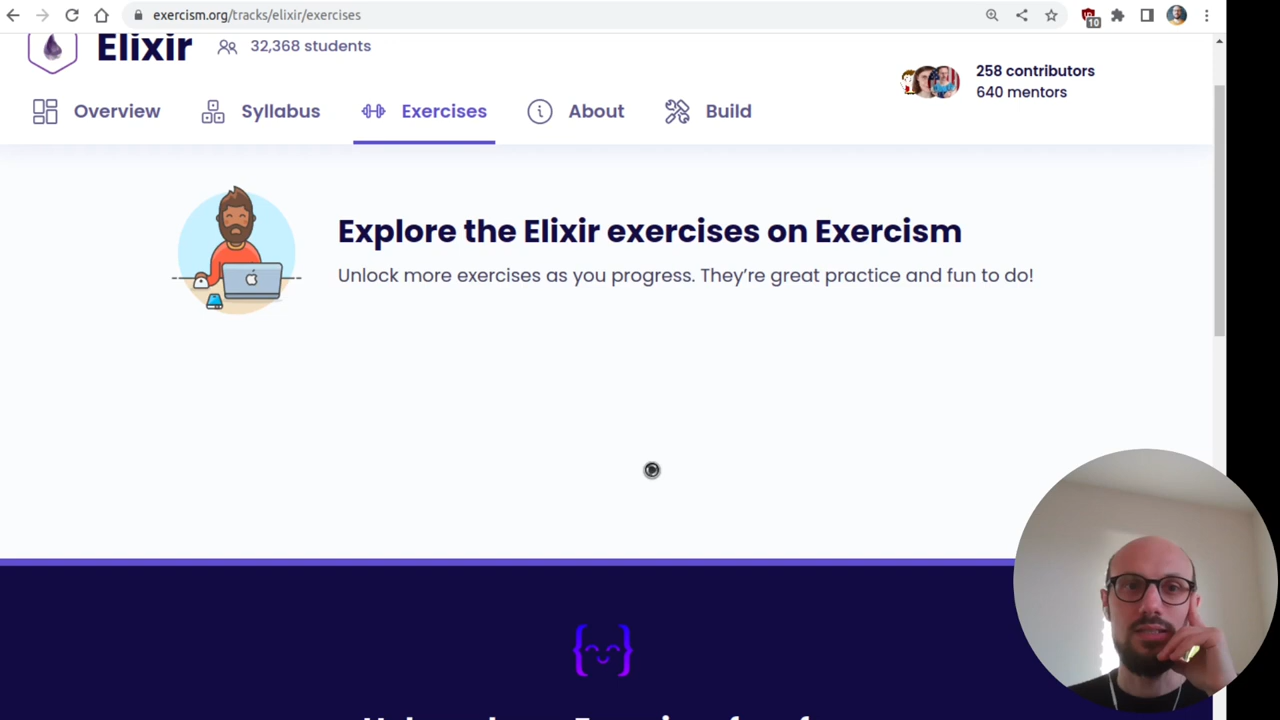 exercism.org/tracks/elixir/exercises
10
Elixir
32,368 students
258 contributors
640 mentors
Overview
Syllabus
Exercises
About
Build
Explore the Elixir exercises on Exercism
Unlock more exercises as you progress. They’re great practice and fun to do!